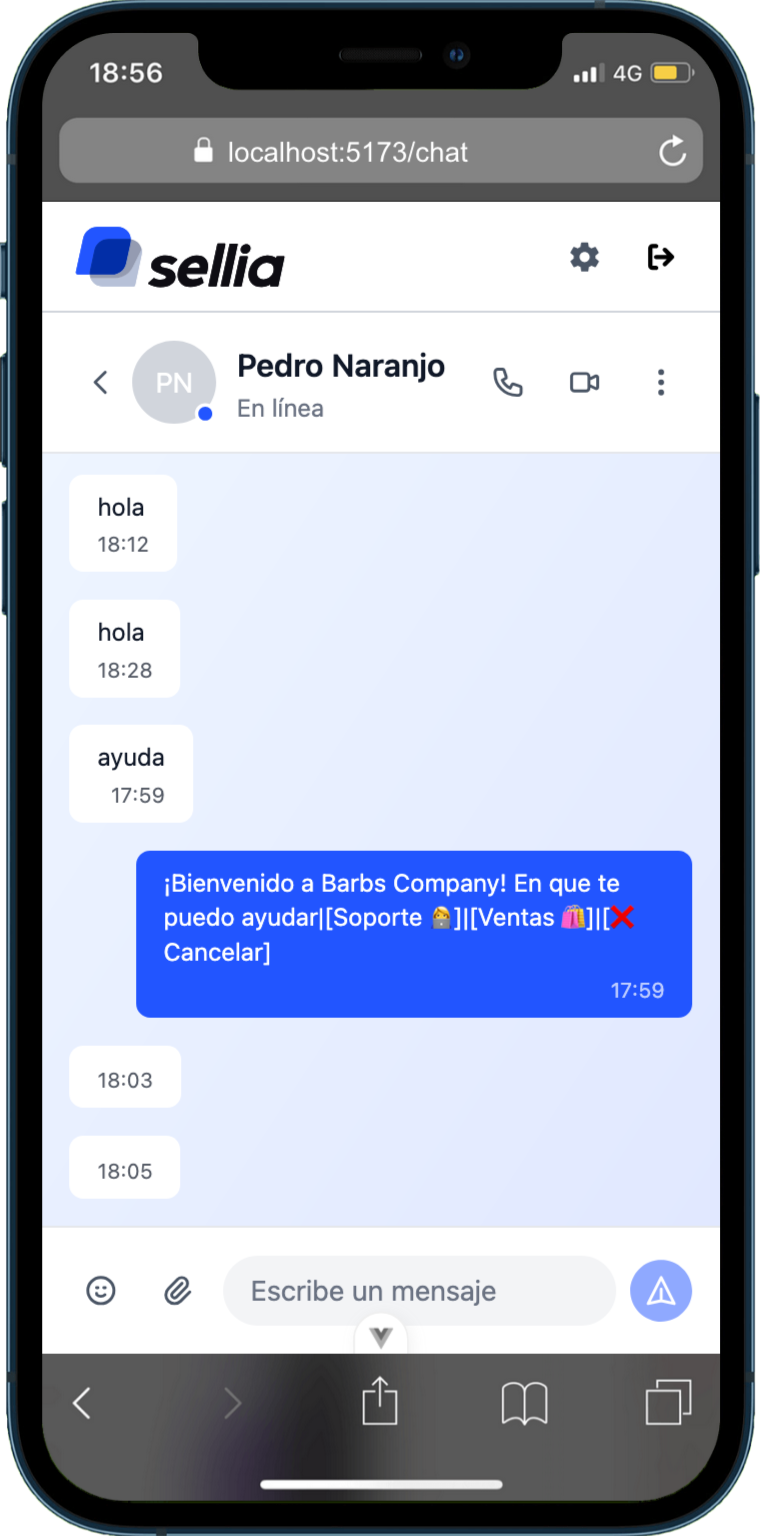 18:56
4G
localhost:5173/chat
sellia
PN
Pedro Naranjo
En línea
hola
18:12
hola
18:28
ayuda
17:59
¡Bienvenido a Barbs Company! En que te
puedo ayudar|[Soporte 🙋]|[Ventas 🛍️]|[❌
Cancelar]
17:59
18:03
18:05
Escribe un mensaje